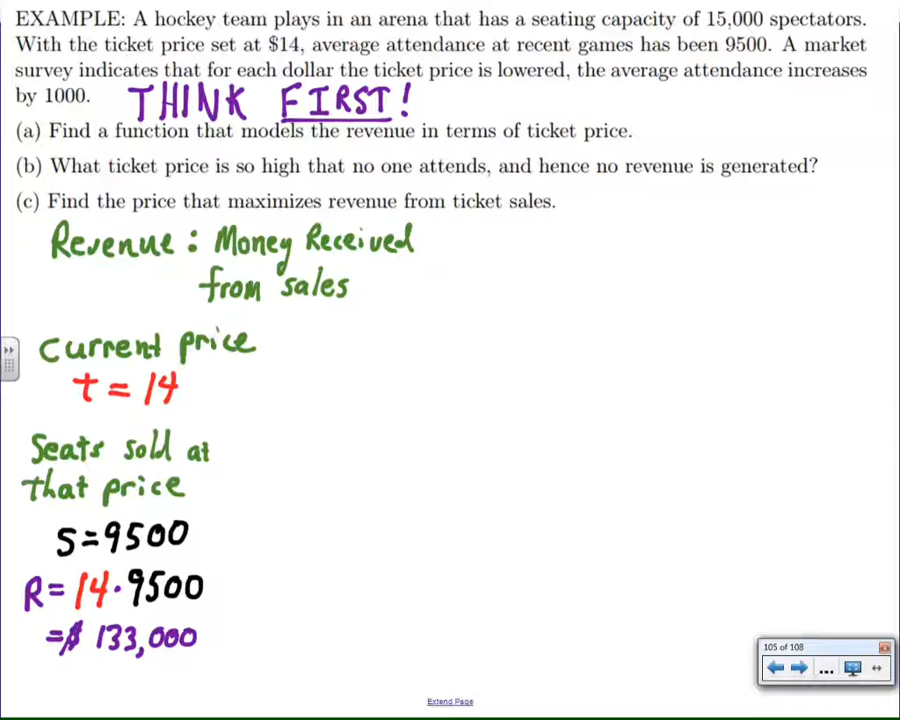 EXAMPLE: A hockey team plays in an arena that has a seating capacity of 15,000 spectators.
With the ticket price set at $14, average attendance at recent games has been 9500. A market
survey indicates that for each dollar the ticket price is lowered, the average attendance increases
by 1000. THINK FIRST!
(a) Find a function that models the revenue in terms of ticket price.
(b) What ticket price is so high that no one attends, and hence no revenue is generated?
(c) Find the price that maximizes revenue from ticket sales.
Revenue: Money Received
from sales
Current price
t = 14
Seats sold at
that price
S=9500
R= 14·9500
=$ 133,000
105 of 108
...
Extend Page